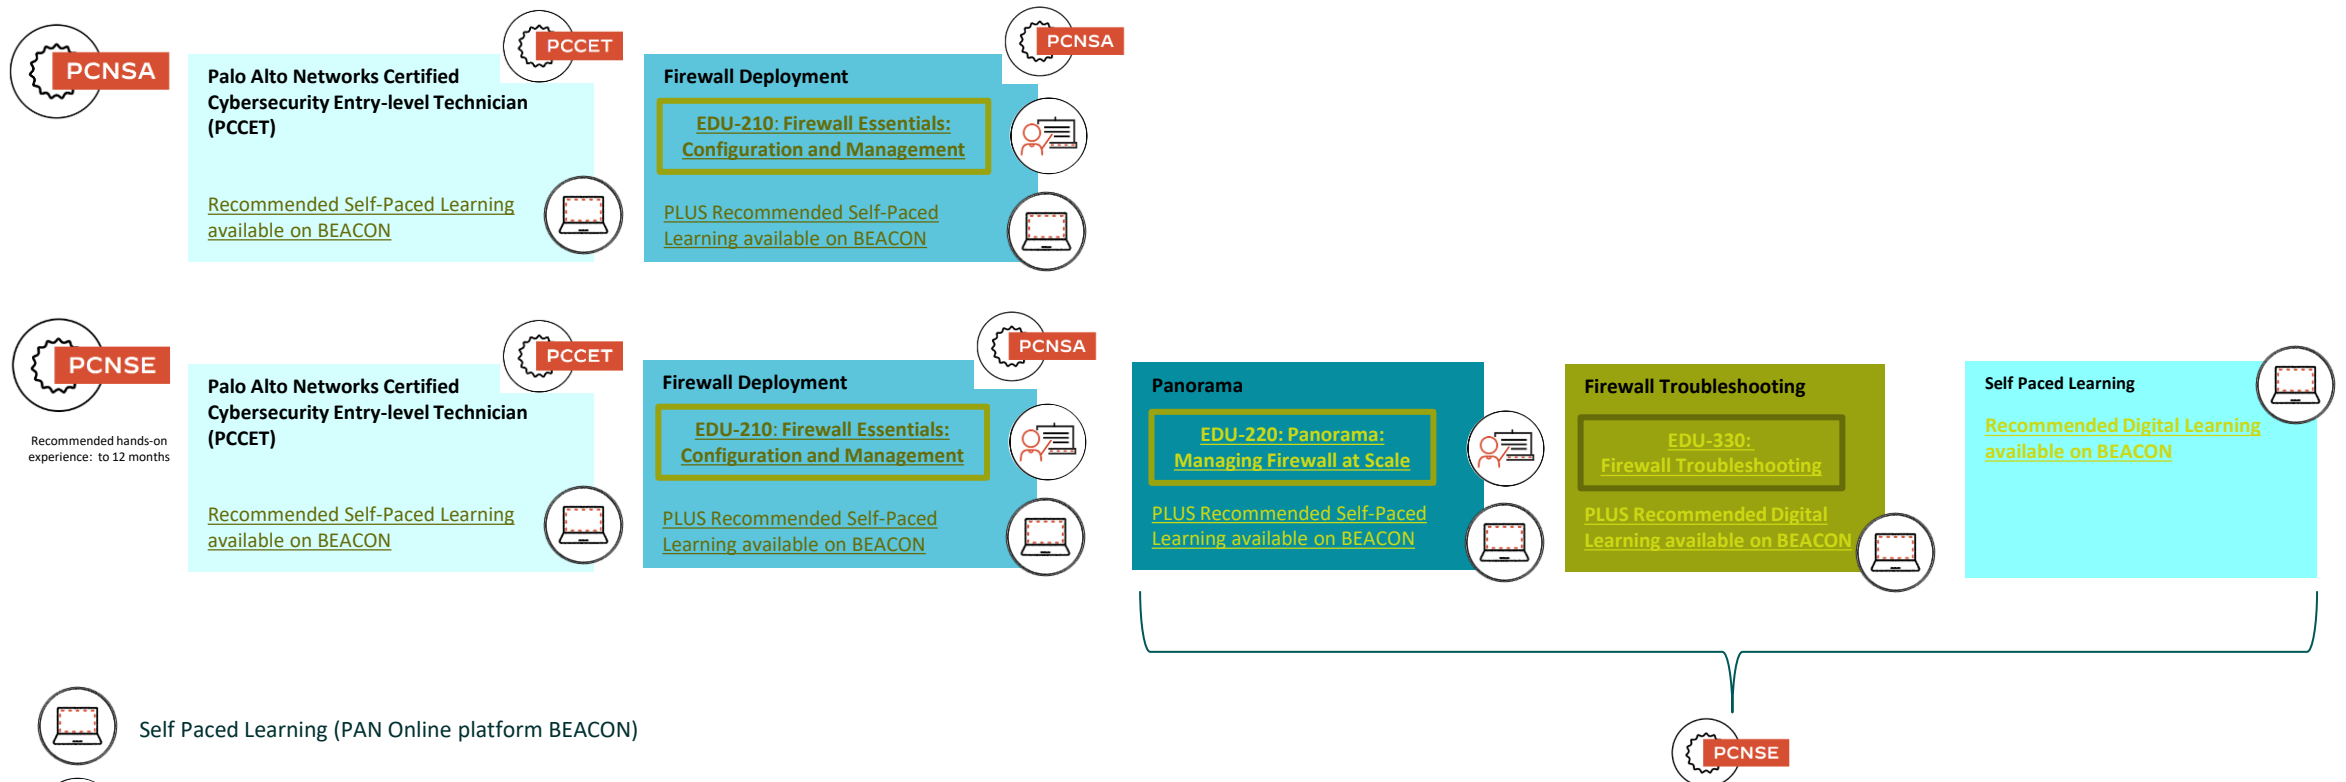 PCNSA
PCCET
Palo Alto Networks Certified
Cybersecurity Entry-level Technician
(PCCET)
Recommended Self-Paced Learning
available on BEACON
PCNSA
Firewall Deployment
EDU-210: Firewall Essentials:
Configuration and Management
PLUS Recommended Self-Paced
Learning available on BEACON
PCNSE
Recommended hands-on
experience: to 12 months
PCCET
Palo Alto Networks Certified
Cybersecurity Entry-level Technician
(PCCET)
Recommended Self-Paced Learning
available on BEACON
PCNSA
Firewall Deployment
EDU-210: Firewall Essentials:
Configuration and Management
PLUS Recommended Self-Paced
Learning available on BEACON
Panorama
EDU-220: Panorama:
Managing Firewall at Scale
PLUS Recommended Self-Paced
Learning available on BEACON
Firewall Troubleshooting
EDU-330:
Firewall Troubleshooting
PLUS Recommended Digital
Learning available on BEACON
Self Paced Learning
Recommended Digital Learning
available on BEACON
Self Paced Learning (PAN Online platform BEACON)
PCNSE